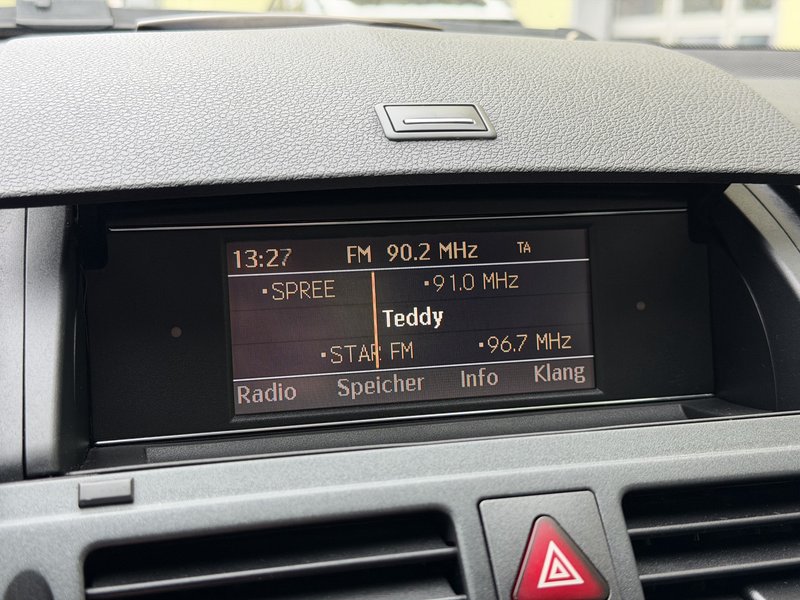 13:27 FM 90.2 MHz TA
·SPREE ·91.0 MHz
Teddy
·STAR FM ·96.7 MHz
Radio Speicher Info Klang